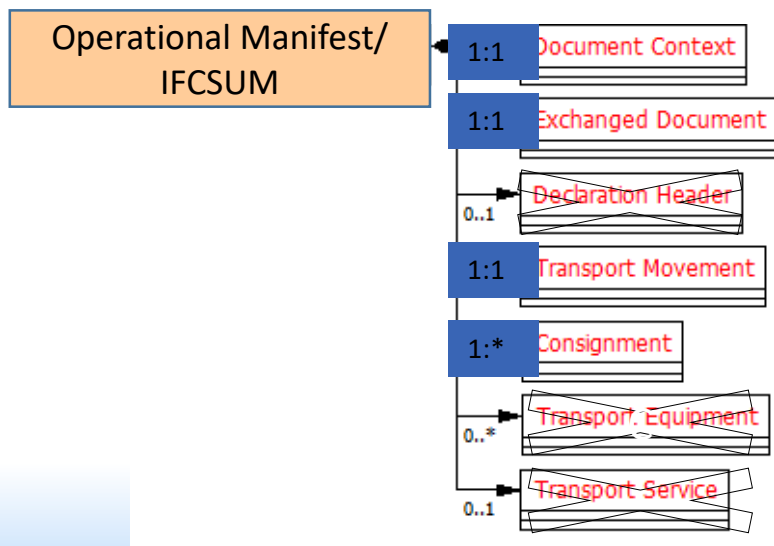 Operational Manifest/
IFCSUM
1:1 Document Context
1:1 Exchanged Document
Declaration Header
0..1
1:1 Transport Movement
1:* Consignment
Transport Equipment
0..*
Transport Service
0..1